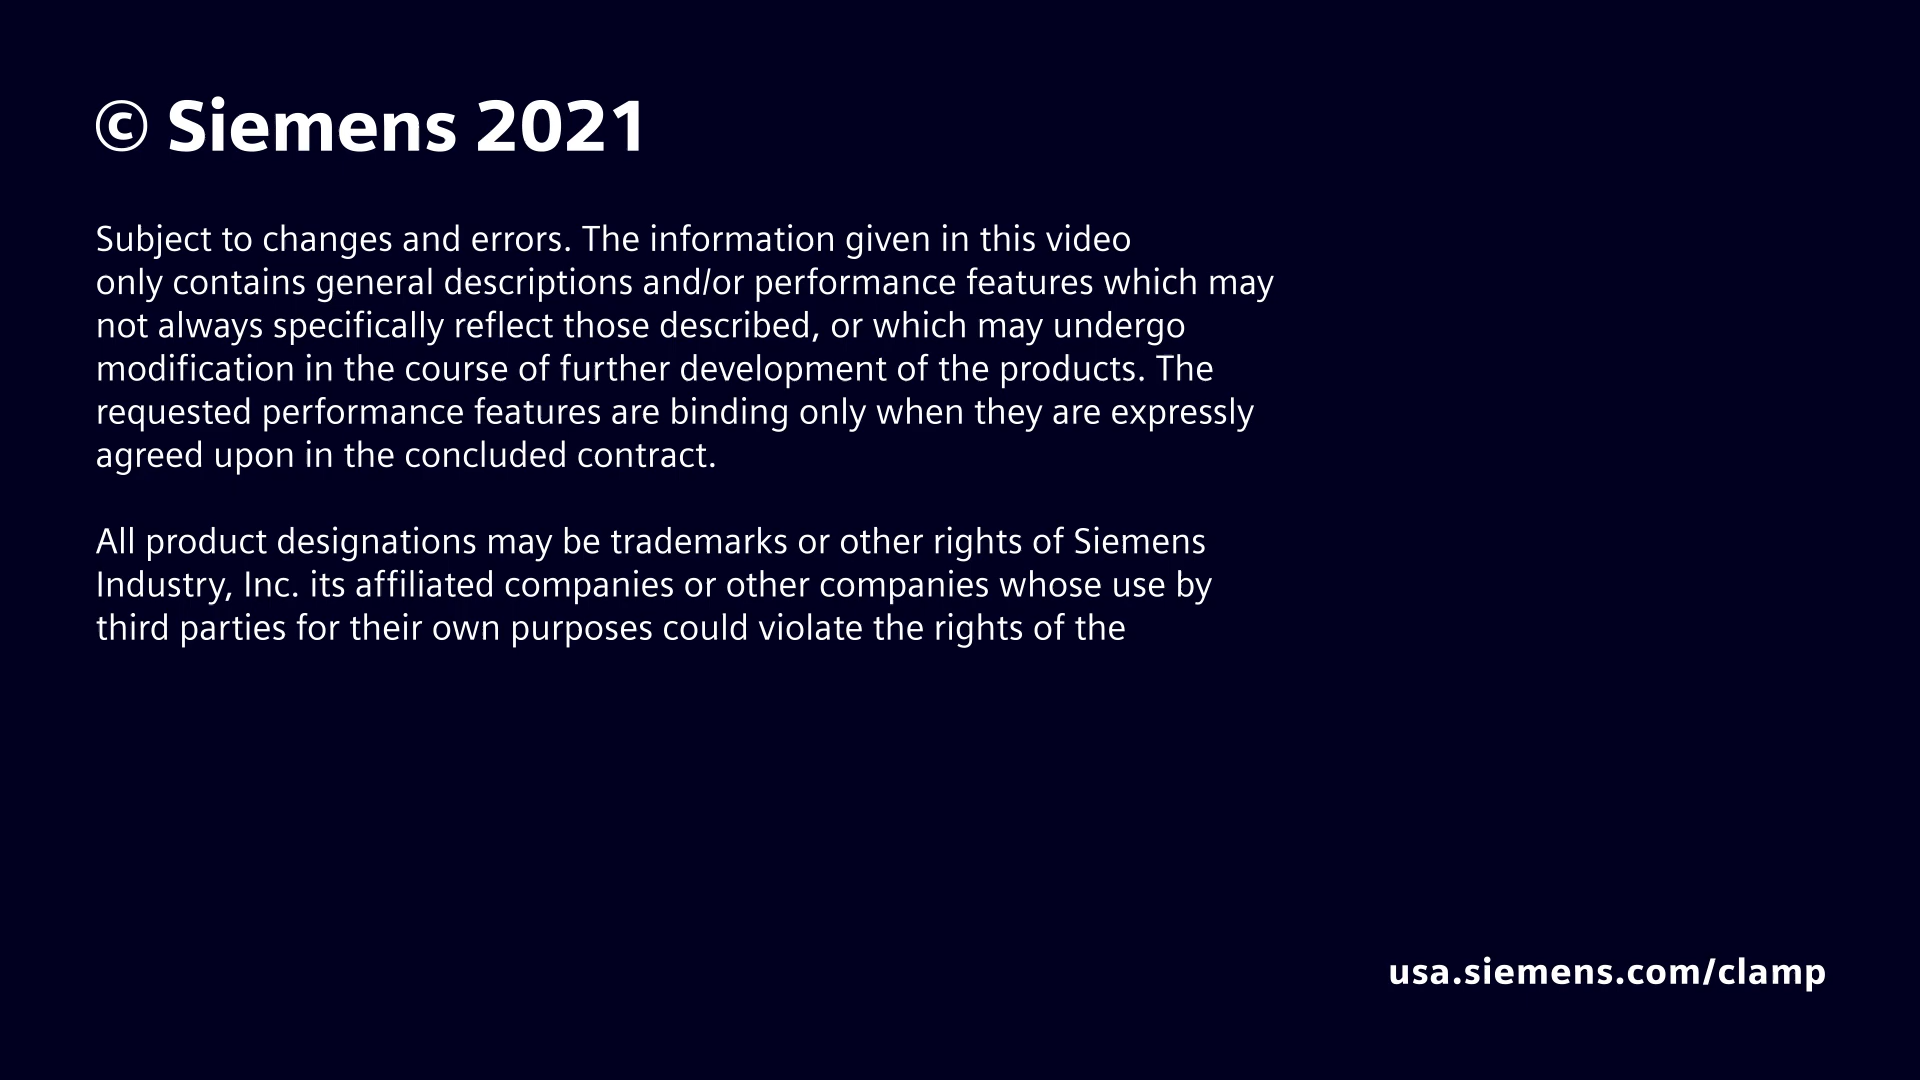 © Siemens 2021
Subject to changes and errors. The information given in this video
only contains general descriptions and/or performance features which may
not always specifically reflect those described, or which may undergo
modification in the course of further development of the products. The
requested performance features are binding only when they are expressly
agreed upon in the concluded contract.
All product designations may be trademarks or other rights of Siemens
Industry, Inc. its affiliated companies or other companies whose use by
third parties for their own purposes could violate the rights of the
usa.siemens.com/clamp